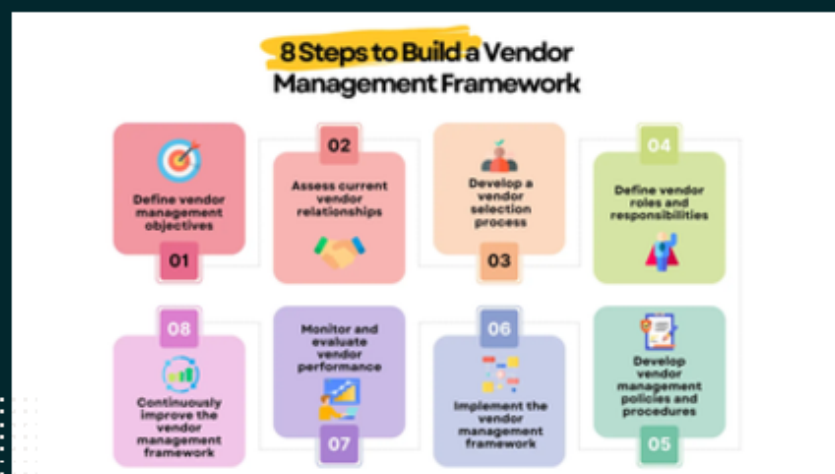 8 Steps to Build a Vendor
Management Framework
Define vendor
management
objectives
01
02
Assess current
vendor
relationships
Develop a
vendor
selection
process
03
04
Define vendor
roles and
responsibilities
Develop
vendor
management
policies and
procedures
05
06
Implement the
vendor
management
framework
Monitor and
evaluate
vendor
performance
07
08
Continuously
improve the
vendor
management
framework